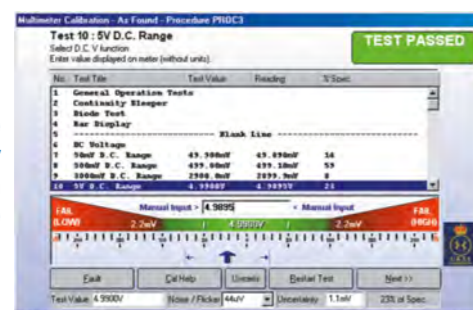 Multimeter Calibration - As Found - Procedure PROC3
Test 10 : 5V D.C. Range
TEST PASSED
Select D.C. V function
Enter value displayed on meter (without units).
No. Test Title Test Value Reading % Spec.
1 General Operation Tests
2 Continuity Bleeper
3 Diode Test
4 Bar Display
5 -------------------- Blank Line --------------------
6 DC Voltage
7 50mV D.C. Range 49.900mV 49.890mV 34
8 500mV D.C. Range 499.00mV 499.18mV 59
9 3000mV D.C. Range 2900.0mV 2899.9mV 8
10 5V D.C. Range 4.9900V 4.9895V 23
Manual Input > 4.9895 < Manual Input
FAIL (LOW) 2.2mV 4.9900V 2.2mV FAIL (HIGH)
Fault Cal Help Uncerts Restart Test Next >>
Test Value 4.9900V Noise / Flicker 44uV Uncertainty 1.1mV 23% of Spec.